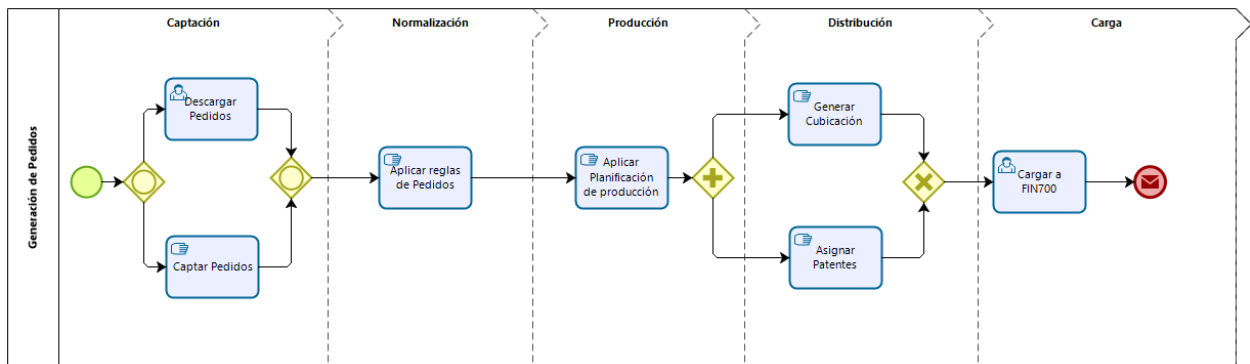 Captación
Normalización
Producción
Distribución
Carga
Generación de Pedidos
Descargar
Pedidos
Captar Pedidos
Aplicar reglas
de Pedidos
Aplicar
Planificación
de producción
Generar
Cubicación
Asignar
Patentes
Cargar a
FIN700